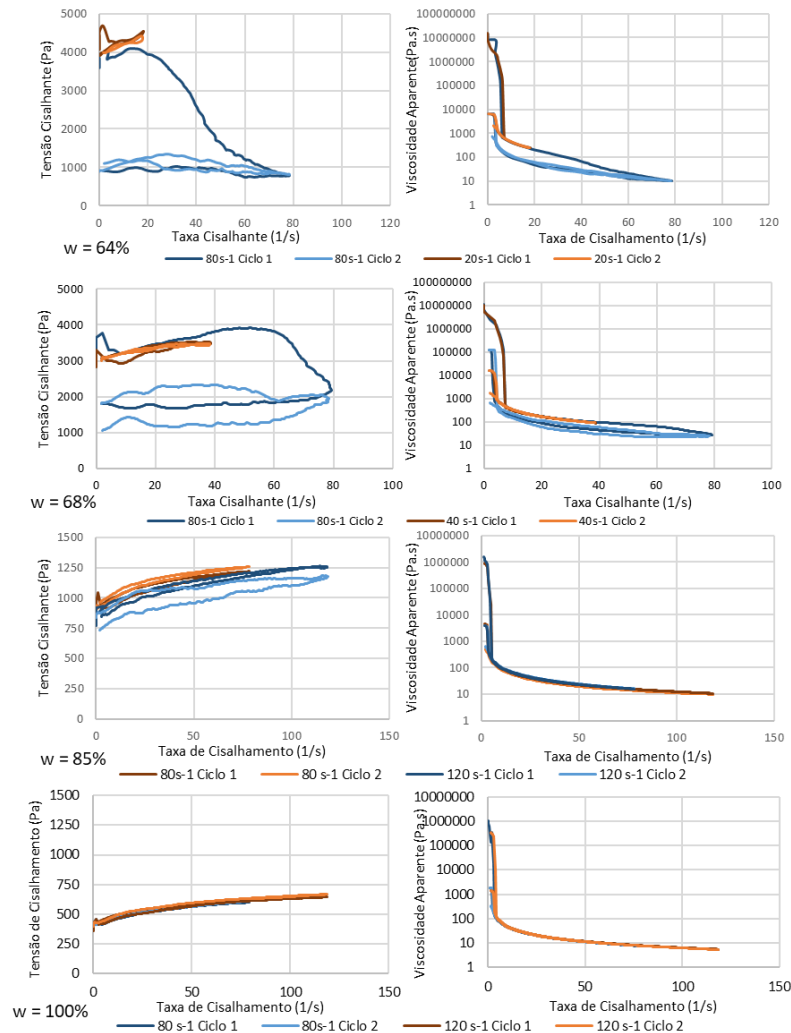 Tensão Cisalhante (Pa)
5000
4000
3000
2000
1000
0
0 20 40 60 80 100 120
Taxa Cisalhante (1/s)
Viscosidade Aparente(Pa.s)
10000000
1000000
100000
10000
1000
100
10
1
0 20 40 60 80 100 120
Taxa de Cisalhamento (1/s)
w = 64%
80s-1 Ciclo 1 80s-1 Ciclo 2 20s-1 Ciclo 1 20s-1 Ciclo 2
Tensão Cisalhante (Pa)
5000
4000
3000
2000
1000
0
0 20 40 60 80 100
Taxa Cisalhante (1/s)
Viscosidade Aparente(Pa.s)
100000000
10000000
1000000
100000
10000
1000
100
10
1
0 20 40 60 80 100
Taxa Cisalhante (1/s)
w = 68%
80s-1 Ciclo 1 80s-1 Ciclo 2 40 s-1 Ciclo 1 40s-1 Ciclo 2
Tensão Cisalhante (Pa)
1500
1250
1000
750
500
250
0
0 50 100 150
Taxa de Cisalhamento (1/s)
Viscosidade Aparente (Pa.s)
10000000
1000000
100000
10000
1000
100
10
1
0 50 100 150
Taxa de Cisalhamento (1/s)
w = 85%
80s-1 Ciclo 1 80 s-1 Ciclo 2 120 s-1 Ciclo 1 120 s-1 Ciclo 2
Tensão de Cisalhamento (Pa)
1500
1250
1000
750
500
250
0
0 50 100 150
Taxa de Cisalhamento (1/s)
Viscosidade Aparente (Pa.s)
10000000
1000000
100000
10000
1000
100
10
1
0 50 100 150
Taxa de Cisalhamento (1/s)
w = 100%
80 s-1 Ciclo 1 80s-1 Ciclo 2 120 s-1 Ciclo 1 120 s-1 Ciclo 2